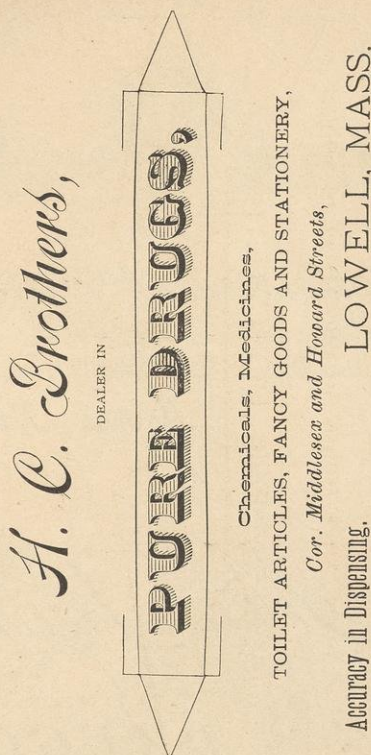 H. C. Brothers,
DEALER IN
PURE DRUGS,
Chemicals, Medicines,
TOILET ARTICLES, FANCY GOODS AND STATIONERY,
Cor. Middlesex and Howard Streets,
Accuracy in Dispensing. LOWELL, MASS.